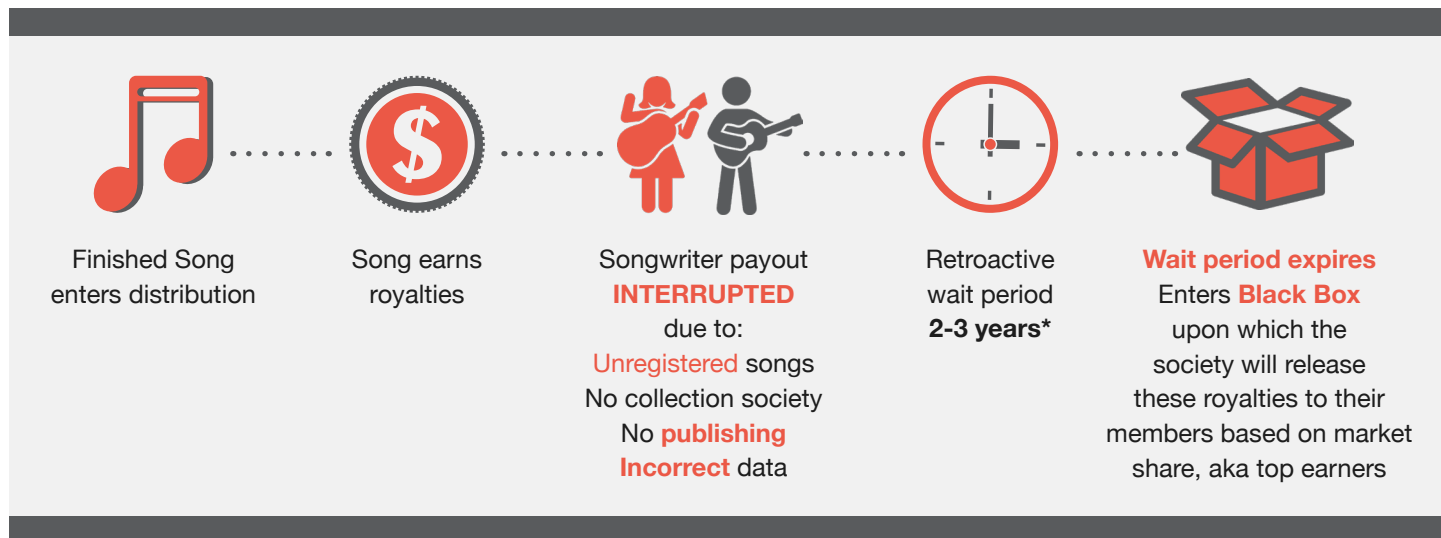 $
Finished Song
enters distribution
Song earns
royalties
Songwriter payout
INTERRUPTED
due to:
Unregistered songs
No collection society
No publishing
Incorrect data
Retroactive
wait period
2-3 years*
Wait period expires
Enters Black Box
upon which the
society will release
these royalties to their
members based on market
share, aka top earners